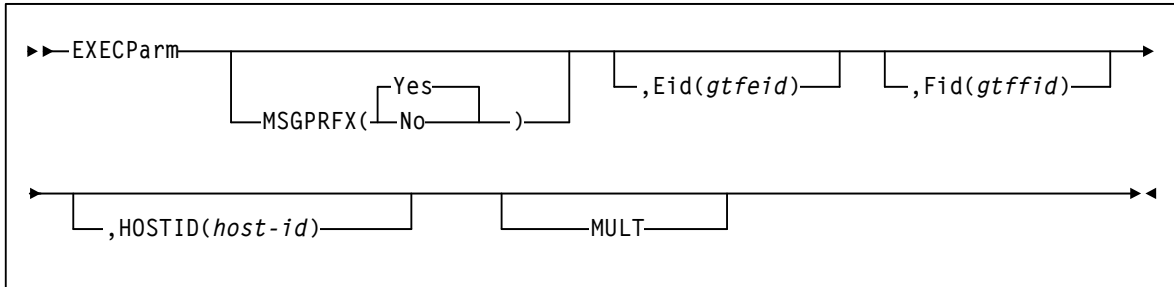 EXECParm
Yes
,Eid(gtfeid)
,Fid(gtffid)
MSGPRFX(No)
,HOSTID(host-id)
MULT